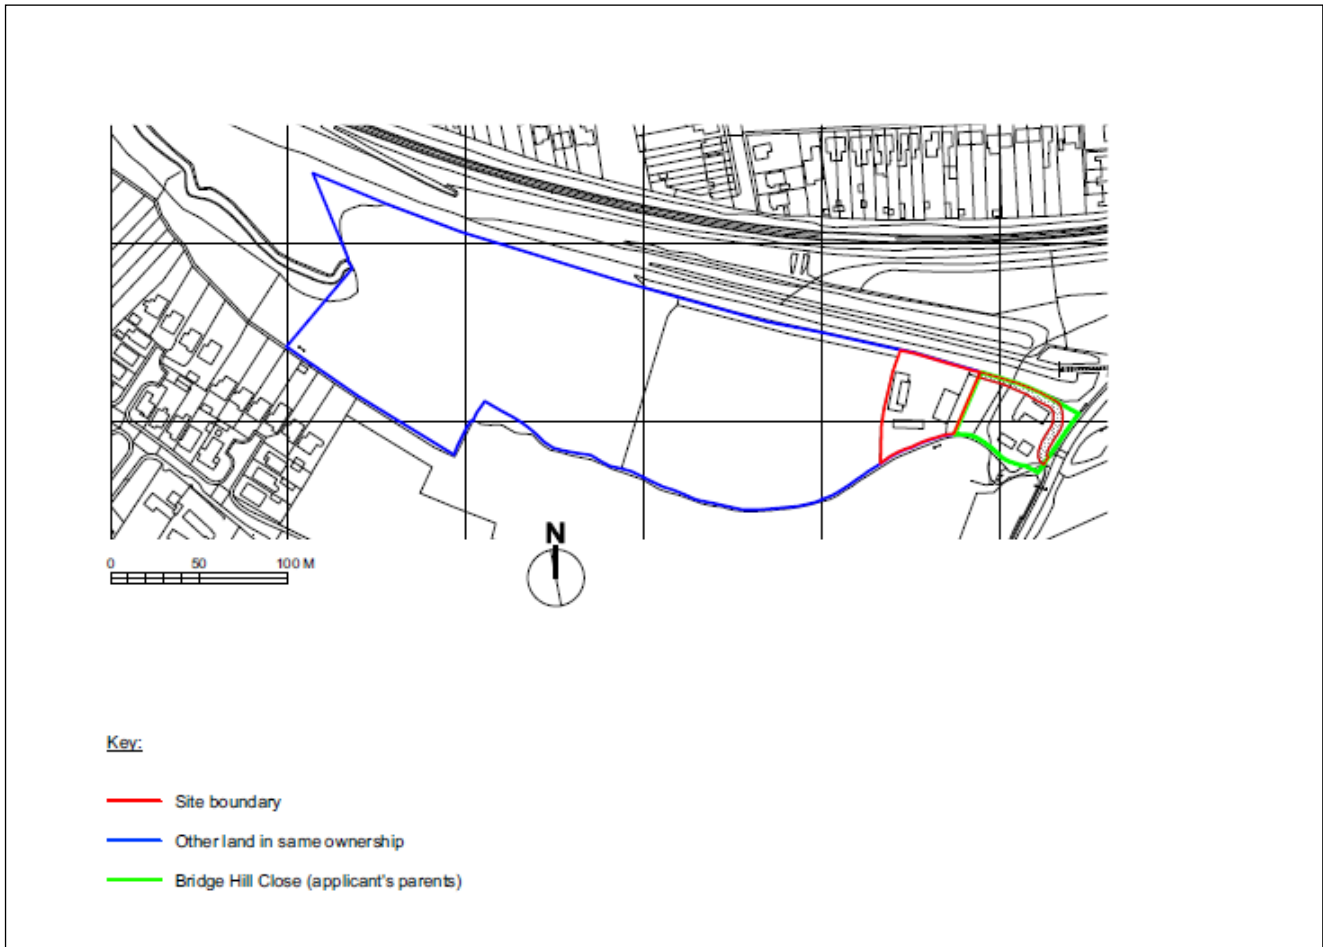 N
0 50 100 M
Key:
Site boundary
Other land in same ownership
Bridge Hill Close (applicant's parents)